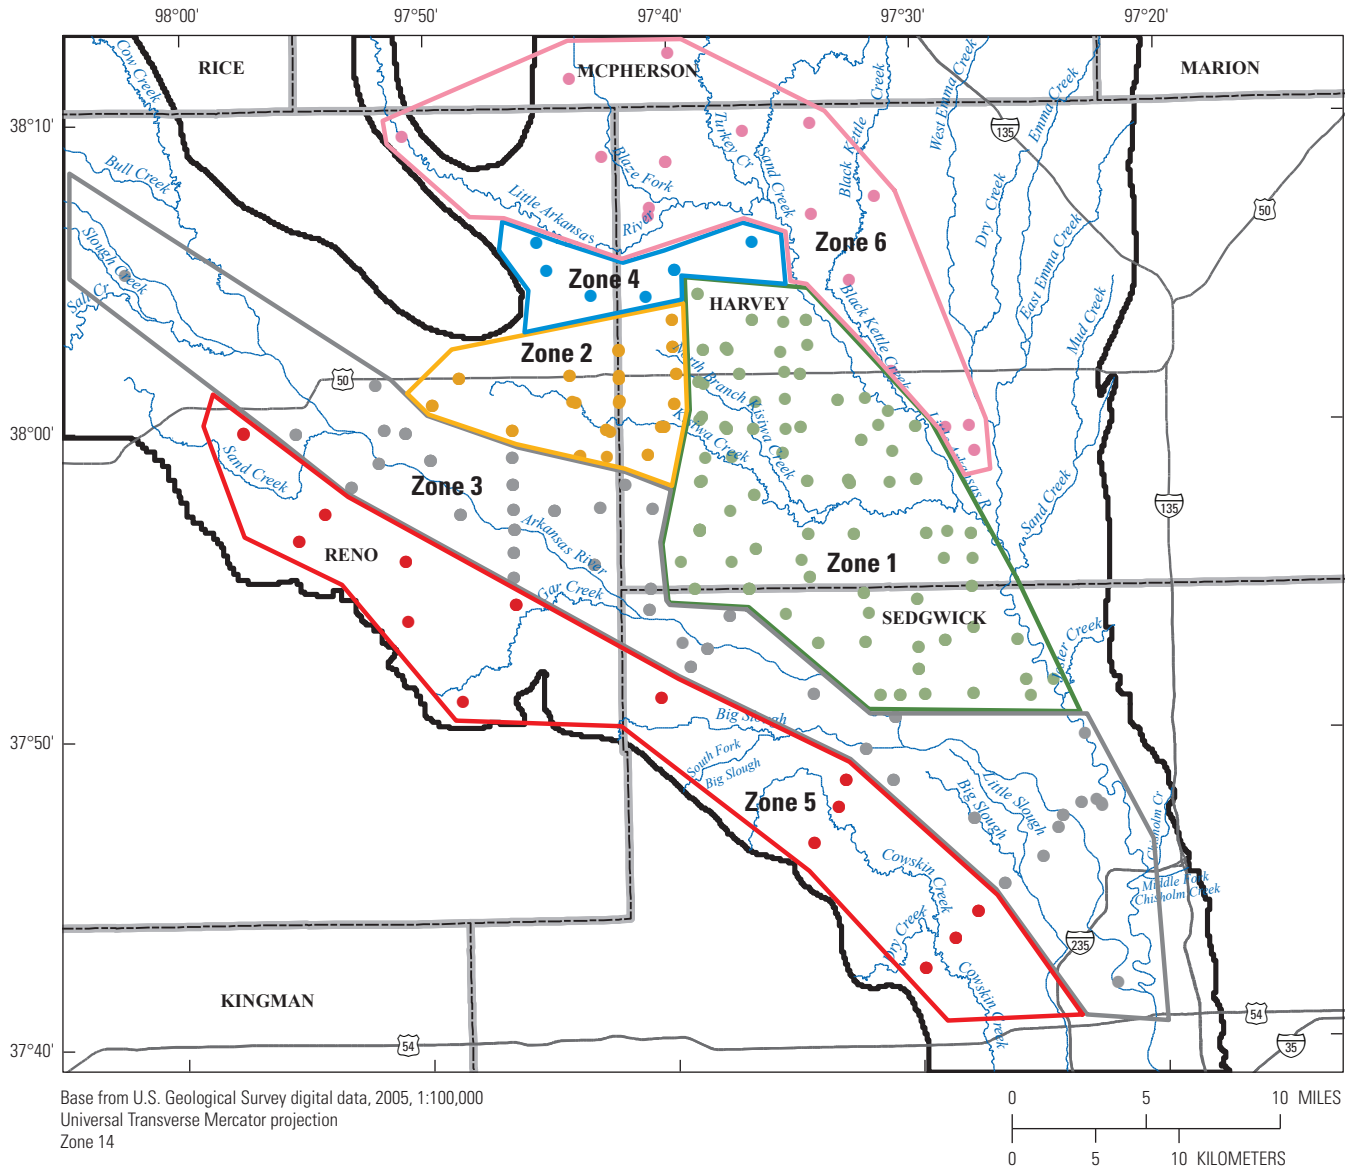 98°00' 97°50' 97°40' 97°30' 97°20'
38°10'
38°00'
37°50'
37°40'
RICE
MCPHERSON
MARION
Cow Creek
Bull Creek
Slough Creek
Salt Cr
Little Arkansas
River
Blaze Fork
Turkey Cr
Sand Creek
Black Kettle Creek
West Emma Creek
Emma Creek
Dry Creek
East Emma Creek
Mud Creek
135
50
Zone 6
Zone 4
HARVEY
Black Kettle Creek
Zone 2
50
North Branch Kisiwa Creek
Kisiwa Creek
Little Arkansas R
Sand Creek
Zone 3
Sand Creek
135
RENO
Arkansas River
Gar Creek
Zone 1
SEDGWICK
Big Slough
South Fork
Big Slough
Zone 5
Little Slough
Big Slough
Chisholm Cr
Middle Fork
Chisholm Creek
Cowskin Creek
Dry Creek
Cowskin Creek
235
KINGMAN
54
54
35
Base from U.S. Geological Survey digital data, 2005, 1:100,000
Universal Transverse Mercator projection
Zone 14
0 5 10 MILES
0 5 10 KILOMETERS